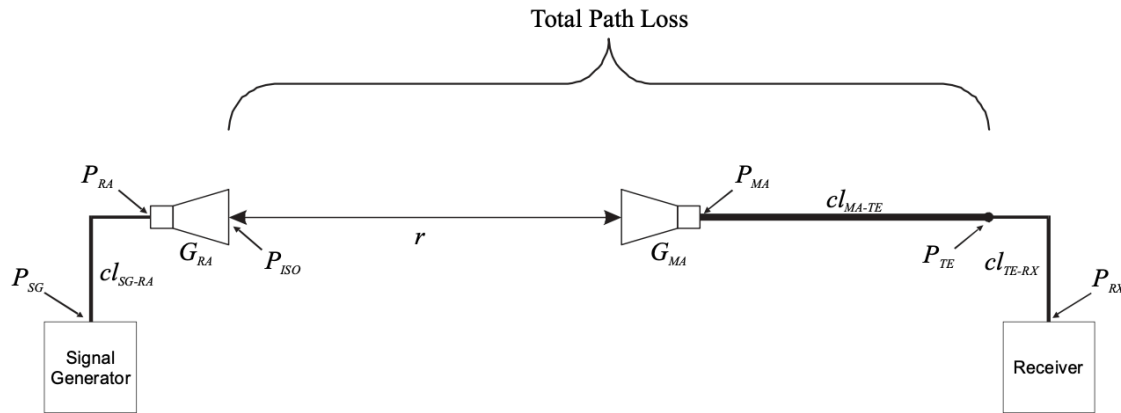 Total Path Loss
P_RA
P_MA
cl_MA-TE
r
G_RA
P_ISO
G_MA
P_TE
P_SG
cl_SG-RA
cl_TE-RX
P_RX
Signal
Generator
Receiver